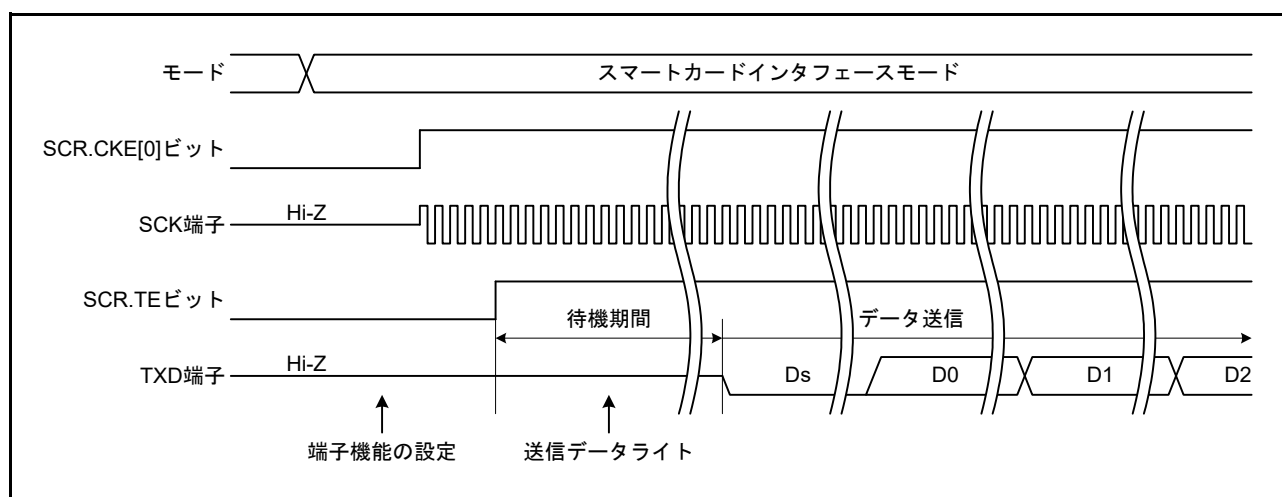 モード
スマートカードインタフェースモード
SCR.CKE[0]ビット
SCK端子
Hi-Z
SCR.TEビット
待機期間
データ送信
TXD端子
Hi-Z
Ds
D0
D1
D2
端子機能の設定
送信データライト